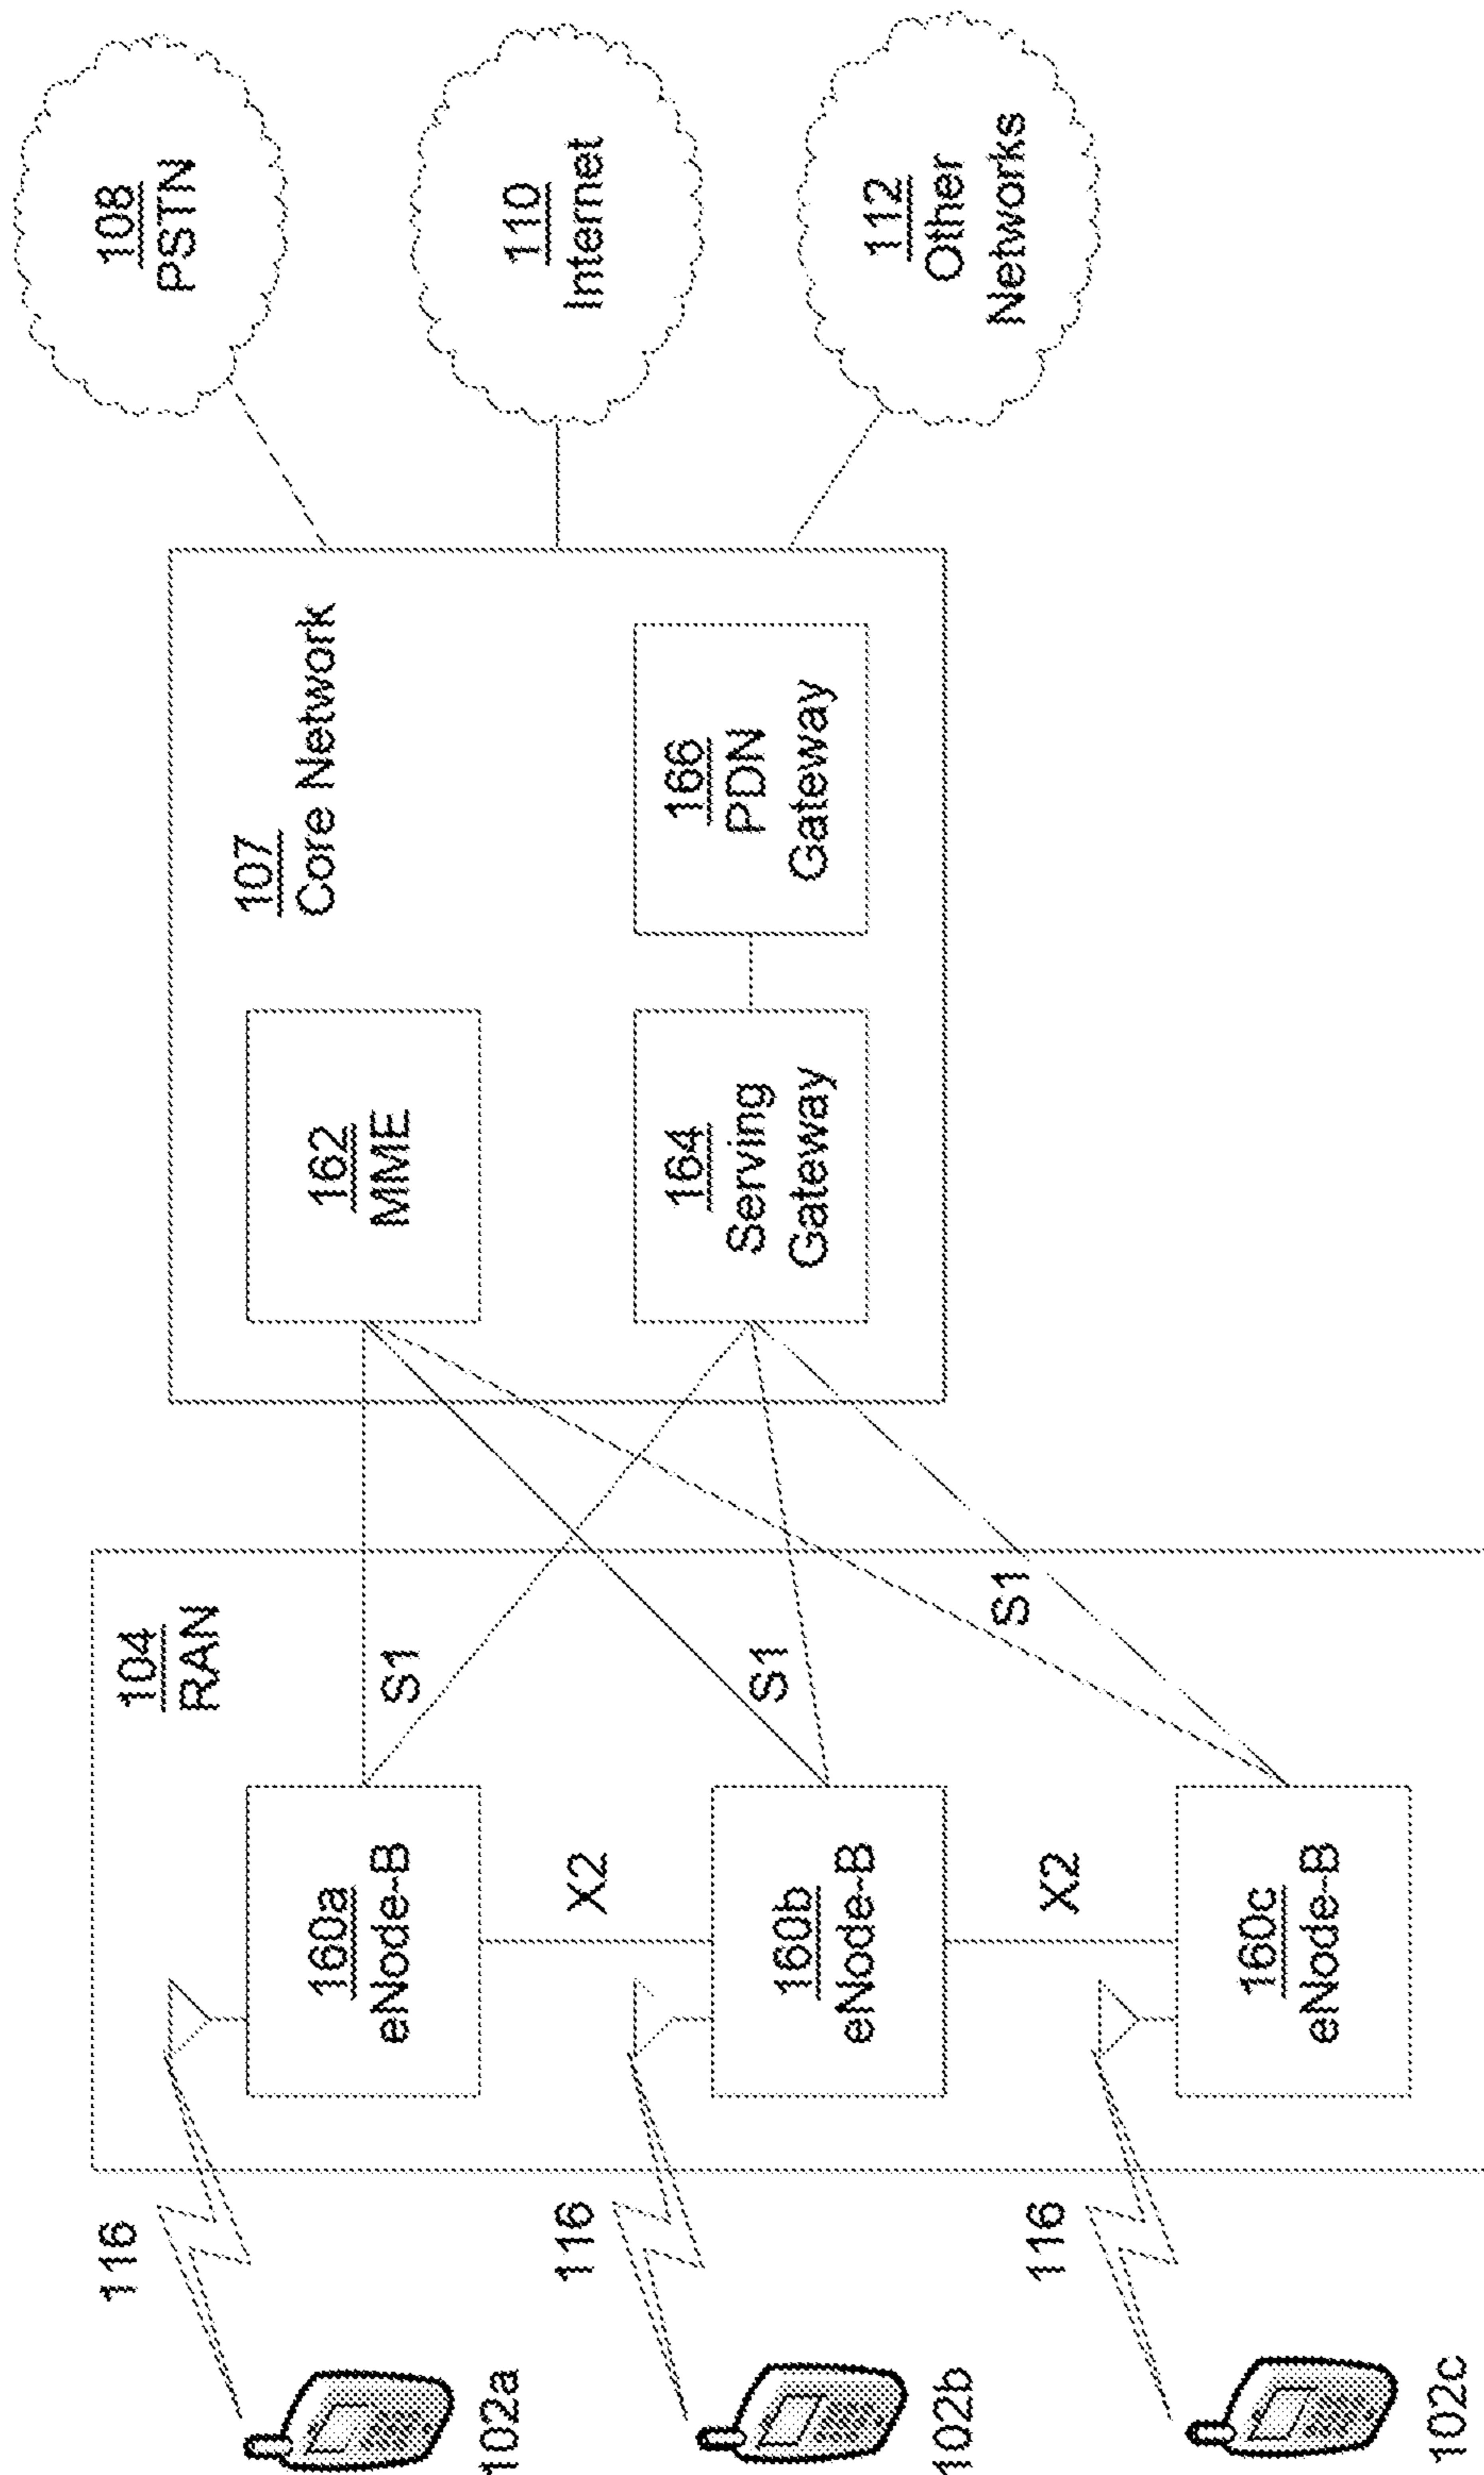 104
RAN
107
Core Network
108
PSTN
116
160a
eNode-B
S1
162
MME
110
Internet
102a
X2
116
160b
eNode-B
S1
164
Serving
Gateway
166
PDN
Gateway
112
Other
Networks
102b
X2
S1
116
160c
eNode-B
102c